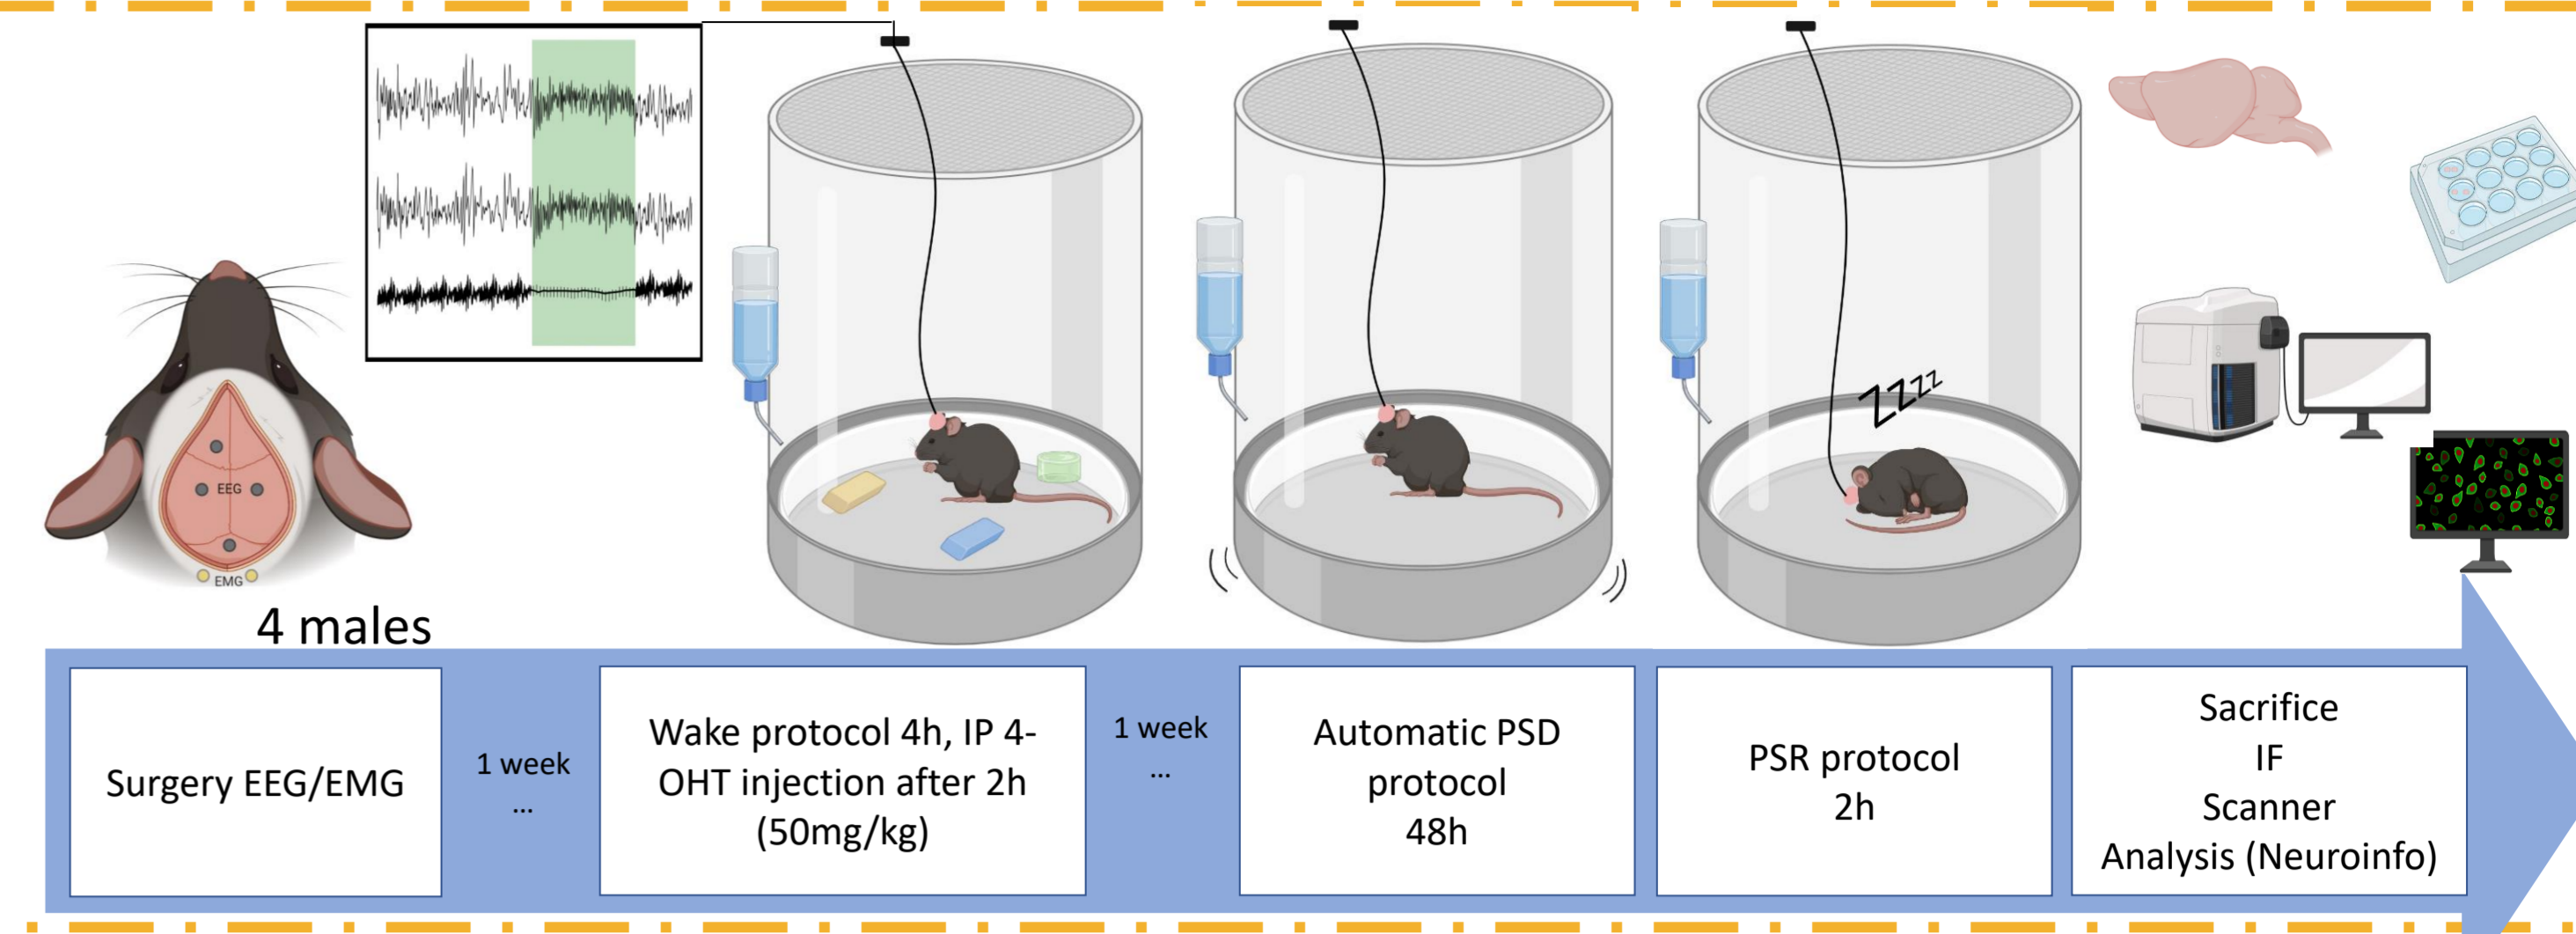 EEG
EMG
4 males
ZZZZ
Surgery EEG/EMG
1 week
...
Wake protocol 4h, IP 4-
OHT injection after 2h
(50mg/kg)
1 week
...
Automatic PSD
protocol
48h
PSR protocol
2h
Sacrifice
IF
Scanner
Analysis (Neuroinfo)